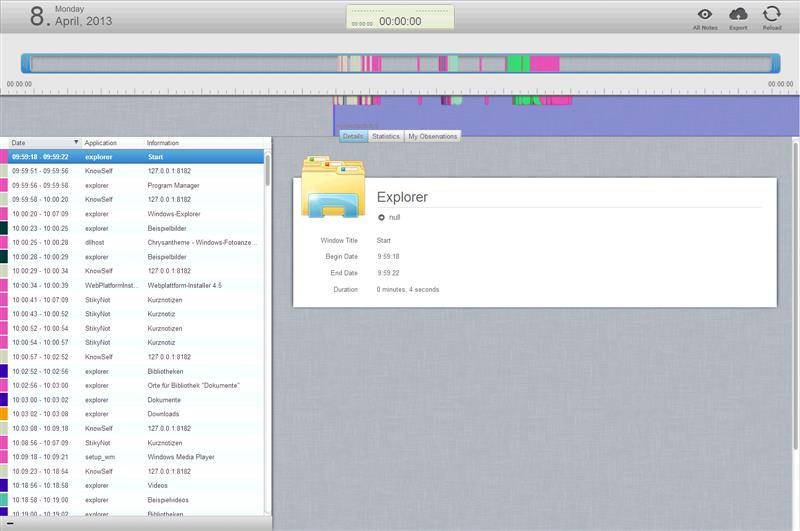 8. Monday
April, 2013
00:00:00 00:00:00
All Notes Export Reload
00:00:00 00:00:00
Details Statistics My Observations
Date Application Information
09:59:18 - 09:59:22 explorer Start
09:59:51 - 09:59:56 KnowSelf 127.0.0.1:8182
09:59:56 - 09:59:58 explorer Program Manager
09:59:58 - 10:00:20 KnowSelf 127.0.0.1:8182
10:00:20 - 10:07:09 explorer Windows-Explorer
10:00:23 - 10:00:25 explorer Beispielbilder
10:00:25 - 10:00:28 dllhost Chrysantheme - Windows-Fotoanze...
10:00:28 - 10:00:29 explorer Beispielbilder
10:00:29 - 10:00:34 KnowSelf 127.0.0.1:8182
10:00:34 - 10:00:39 WebPlatformInst... Webplattform-Installer 4.5
10:00:41 - 10:07:09 StikyNot Kurznotizen
10:00:43 - 10:00:52 StikyNot Kurznotiz
10:00:52 - 10:00:54 StikyNot Kurznotizen
10:00:54 - 10:00:57 StikyNot Kurznotiz
10:00:57 - 10:02:52 KnowSelf 127.0.0.1:8182
10:02:52 - 10:02:56 explorer Bibliotheken
10:02:56 - 10:03:00 explorer Orte für Bibliothek "Dokumente"
10:03:00 - 10:03:02 explorer Dokumente
10:03:02 - 10:03:08 explorer Downloads
10:03:08 - 10:09:18 KnowSelf 127.0.0.1:8182
10:08:56 - 10:07:09 StikyNot Kurznotizen
10:09:18 - 10:09:21 setup_wm Windows Media Player
10:09:23 - 10:18:54 KnowSelf 127.0.0.1:8182
10:18:56 - 10:18:58 explorer Videos
10:18:58 - 10:19:00 explorer Beispielvideos
10:19:00 - 10:19:02 explorer Bibliotheken
Explorer
null
Window Title Start
Begin Date 9:59:18
End Date 9:59:22
Duration 0 minutes, 4 seconds